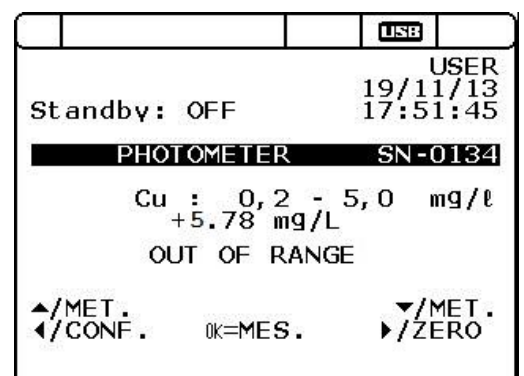 USB
USER
19/11/13
Standby: OFF 17:51:45
PHOTOMETER SN-0134
Cu : 0,2 - 5,0 mg/ℓ
+5.78 mg/L
OUT OF RANGE
▲/MET. ▼/MET.
◀/CONF. OK=MES. ▶/ZERO